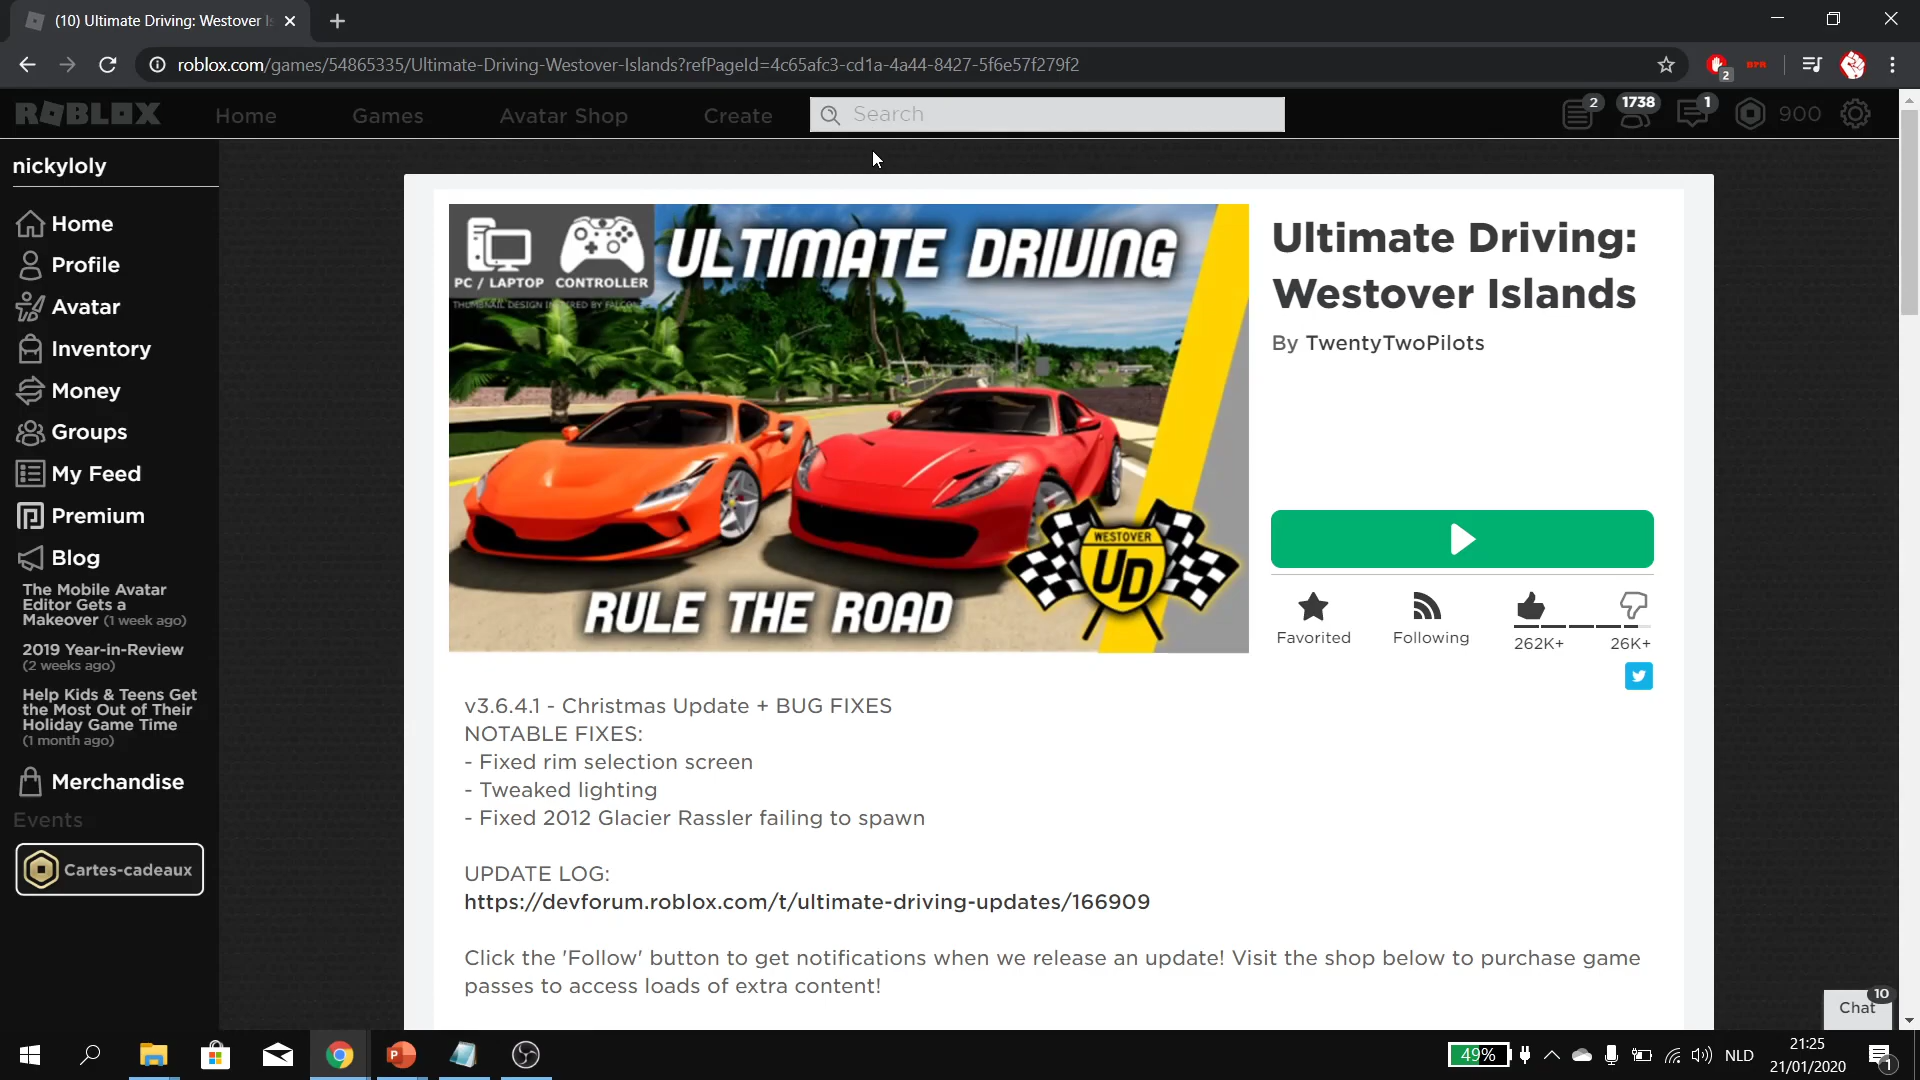 (10) Ultimate Driving: Westover Is
roblox.com/games/54865335/Ultimate-Driving-Westover-Islands?refPageId=4c65afc3-cd1a-4a44-8427-5f6e57f279f2
2
ROBLOX
Home
Games
Avatar Shop
Create
Search
2
1738
1
900
nickyloly
Home
Profile
Avatar
Inventory
Money
Groups
My Feed
Premium
Blog
The Mobile Avatar
Editor Gets a
Makeover (1 week ago)
2019 Year-in-Review
(2 weeks ago)
Help Kids & Teens Get
the Most Out of Their
Holiday Game Time
(1 month ago)
Merchandise
Events
Cartes-cadeaux
PC / LAPTOP CONTROLLER
ULTIMATE DRIVING
WESTOVER
UD
RULE THE ROAD
Ultimate Driving:
Westover Islands
By TwentyTwoPilots
Favorited
Following
262K+
26K+
v3.6.4.1 - Christmas Update + BUG FIXES
NOTABLE FIXES:
- Fixed rim selection screen
- Tweaked lighting
- Fixed 2012 Glacier Rassler failing to spawn
UPDATE LOG:
https://devforum.roblox.com/t/ultimate-driving-updates/166909
Click the 'Follow' button to get notifications when we release an update! Visit the shop below to purchase game
passes to access loads of extra content!
Chat
10
49%
NLD
21:25
21/01/2020
1